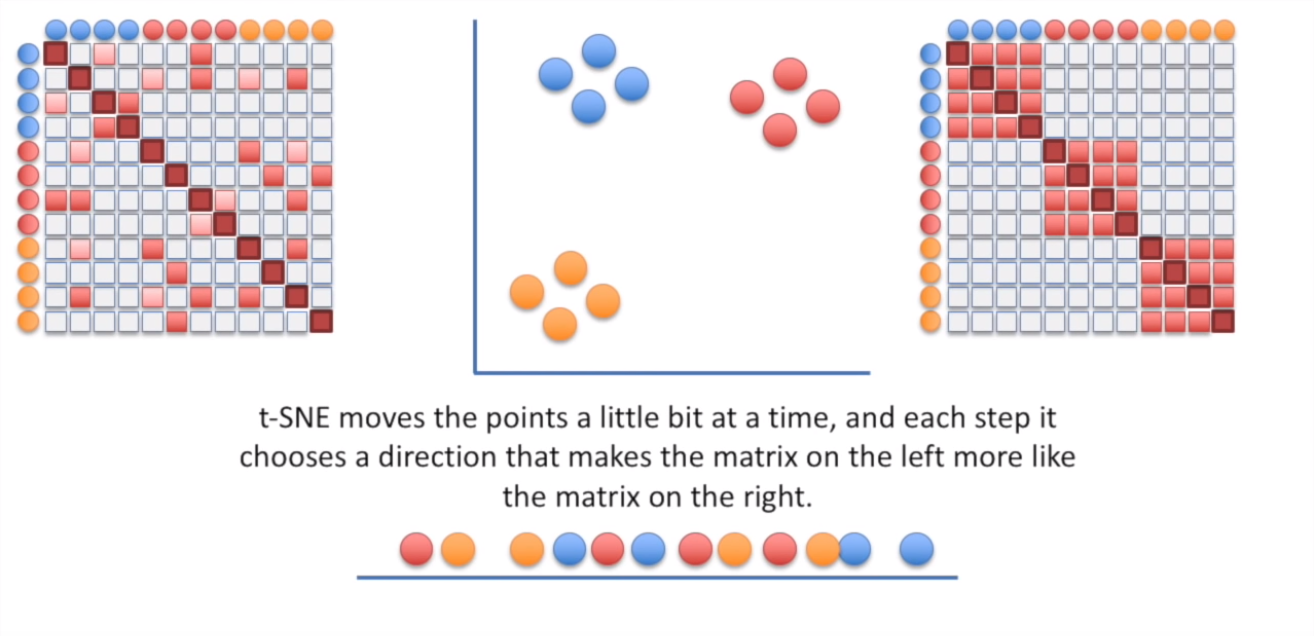 t-SNE moves the points a little bit at a time, and each step it
chooses a direction that makes the matrix on the left more like
the matrix on the right.